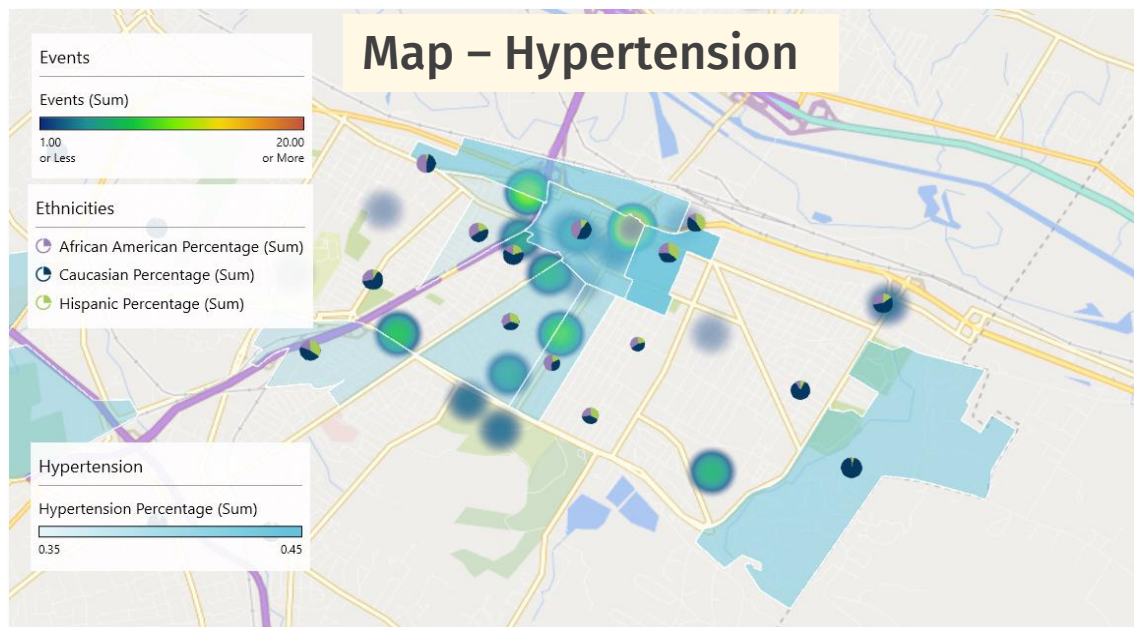 Map – Hypertension
Events
Events (Sum)
1.00 20.00
or Less or More
Ethnicities
African American Percentage (Sum)
Caucasian Percentage (Sum)
Hispanic Percentage (Sum)
Hypertension
Hypertension Percentage (Sum)
0.35 0.45